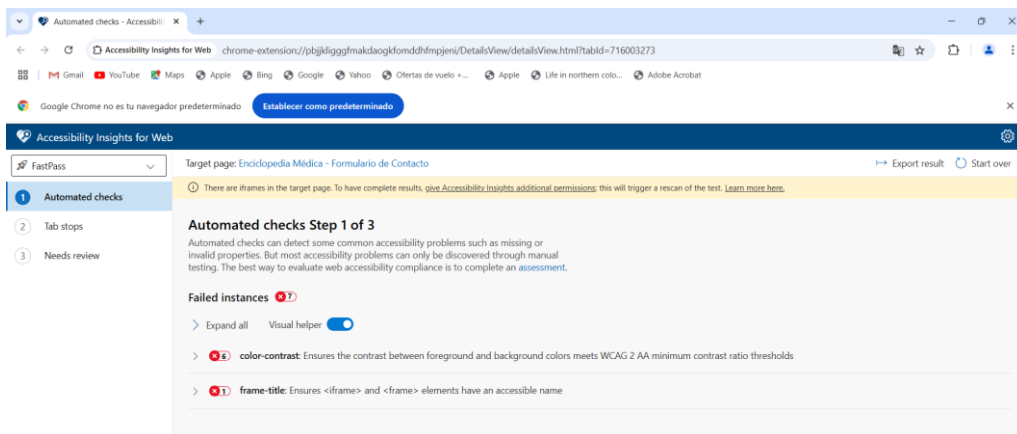 Automated checks - Accessibili
Accessibility Insights for Web chrome-extension://pbjjkligggfmakdaogkfomddhfmpjeni/DetailsView/detailsView.html?tabId=716003273
Gmail YouTube Maps Apple Bing Google Yahoo Ofertas de vuelo +... Apple Life in northern colo... Adobe Acrobat
Google Chrome no es tu navegador predeterminado Establecer como predeterminado
Accessibility Insights for Web
FastPass Target page: Enciclopedia Médica - Formulario de Contacto Export result Start over
There are iframes in the target page. To have complete results, give Accessibility Insights additional permissions; this will trigger a rescan of the test. Learn more here.
1 Automated checks
2 Tab stops
3 Needs review
Automated checks Step 1 of 3
Automated checks can detect some common accessibility problems such as missing or
invalid properties. But most accessibility problems can only be discovered through manual
testing. The best way to evaluate web accessibility compliance is to complete an assessment.
Failed instances 7
Expand all Visual helper
6 color-contrast: Ensures the contrast between foreground and background colors meets WCAG 2 AA minimum contrast ratio thresholds
1 frame-title: Ensures <iframe> and <frame> elements have an accessible name